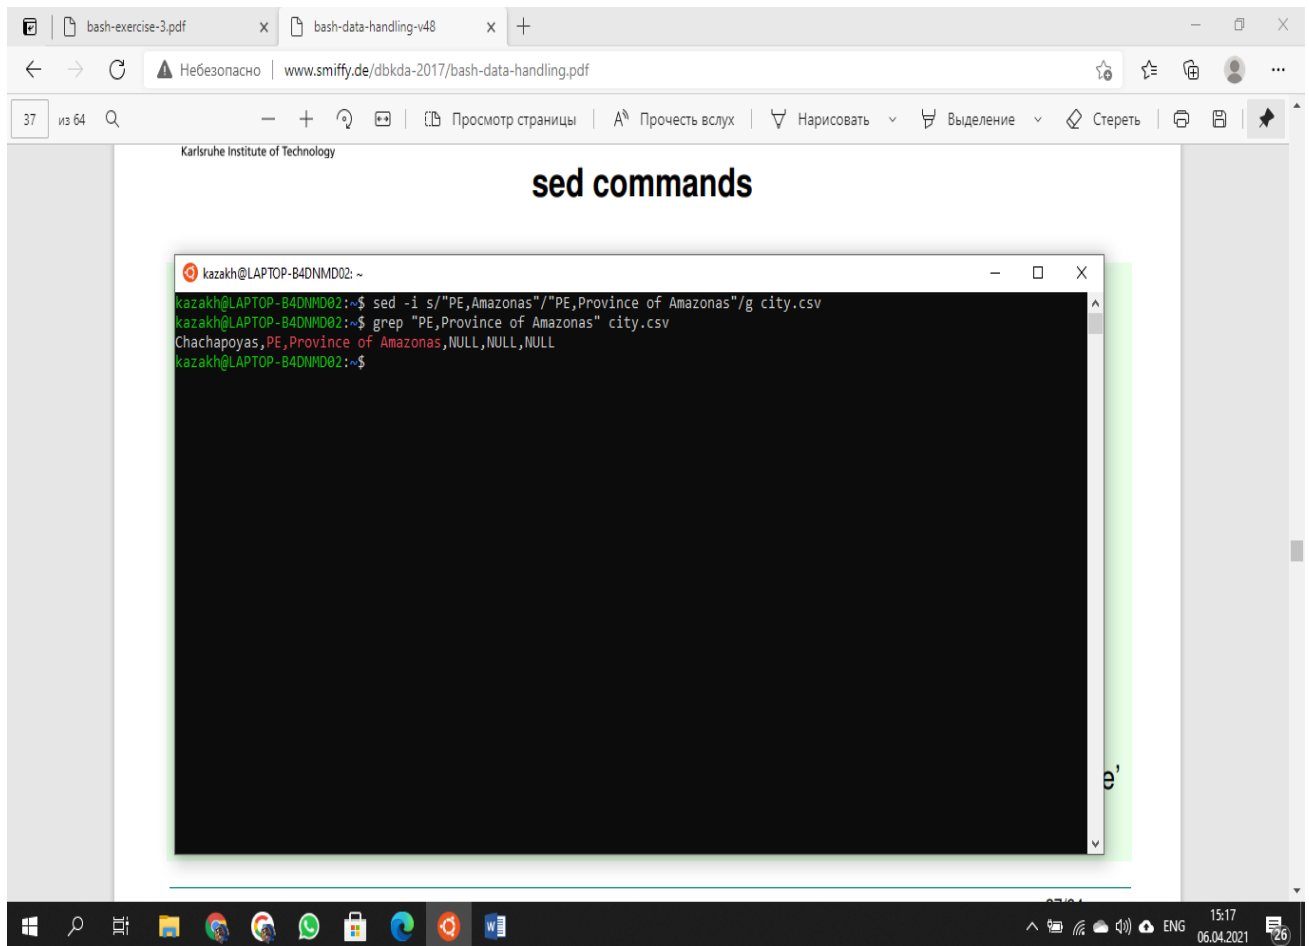 bash-exercise-3.pdf
bash-data-handling-v48
Небезопасно
www.smiffy.de/dbkda-2017/bash-data-handling.pdf
37 из 64
Просмотр страницы
Прочесть вслух
Нарисовать
Выделение
Стереть
Karlsruhe Institute of Technology
sed commands
kazakh@LAPTOP-B4DNMD02: ~
kazakh@LAPTOP-B4DNMD02:~$ sed -i s/"PE,Amazonas"/"PE,Province of Amazonas"/g city.csv
kazakh@LAPTOP-B4DNMD02:~$ grep "PE,Province of Amazonas" city.csv
Chachapoyas,PE,Province of Amazonas,NULL,NULL,NULL
kazakh@LAPTOP-B4DNMD02:~$
e’
ENG
15:17
06.04.2021
26